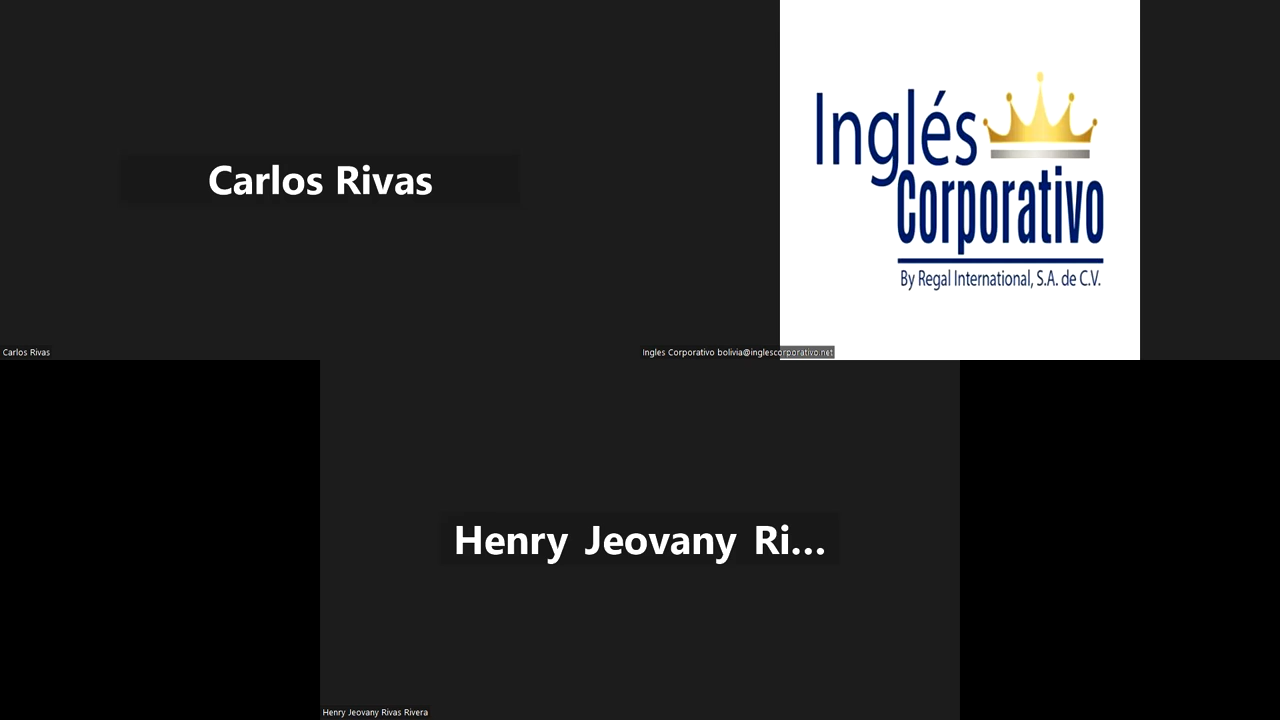 Carlos Rivas
Inglés
Corporativo
By Regal International, S.A. de C.V.
Carlos Rivas
Ingles Corporativo bolivia@inglescorporativo.net
Henry Jeovany Ri...
Henry Jeovany Rivas Rivera